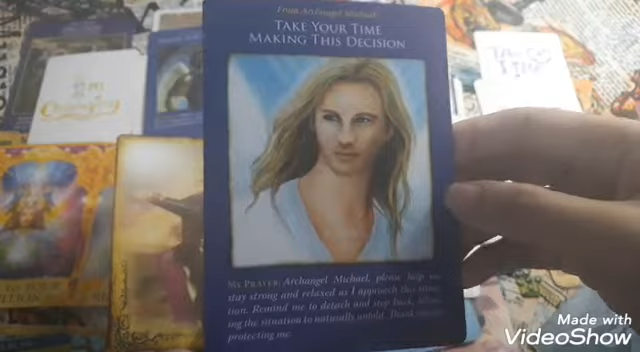 From Archangel Michael
TAKE YOUR TIME
MAKING THIS DECISION
MY PRAYER: Archangel Michael, please help me
stay strong and relaxed as I approach this situa-
tion. Remind me to detach and step back, allow-
ing the situation to naturally unfold. Thank
protecting me.
Made with
VideoShow